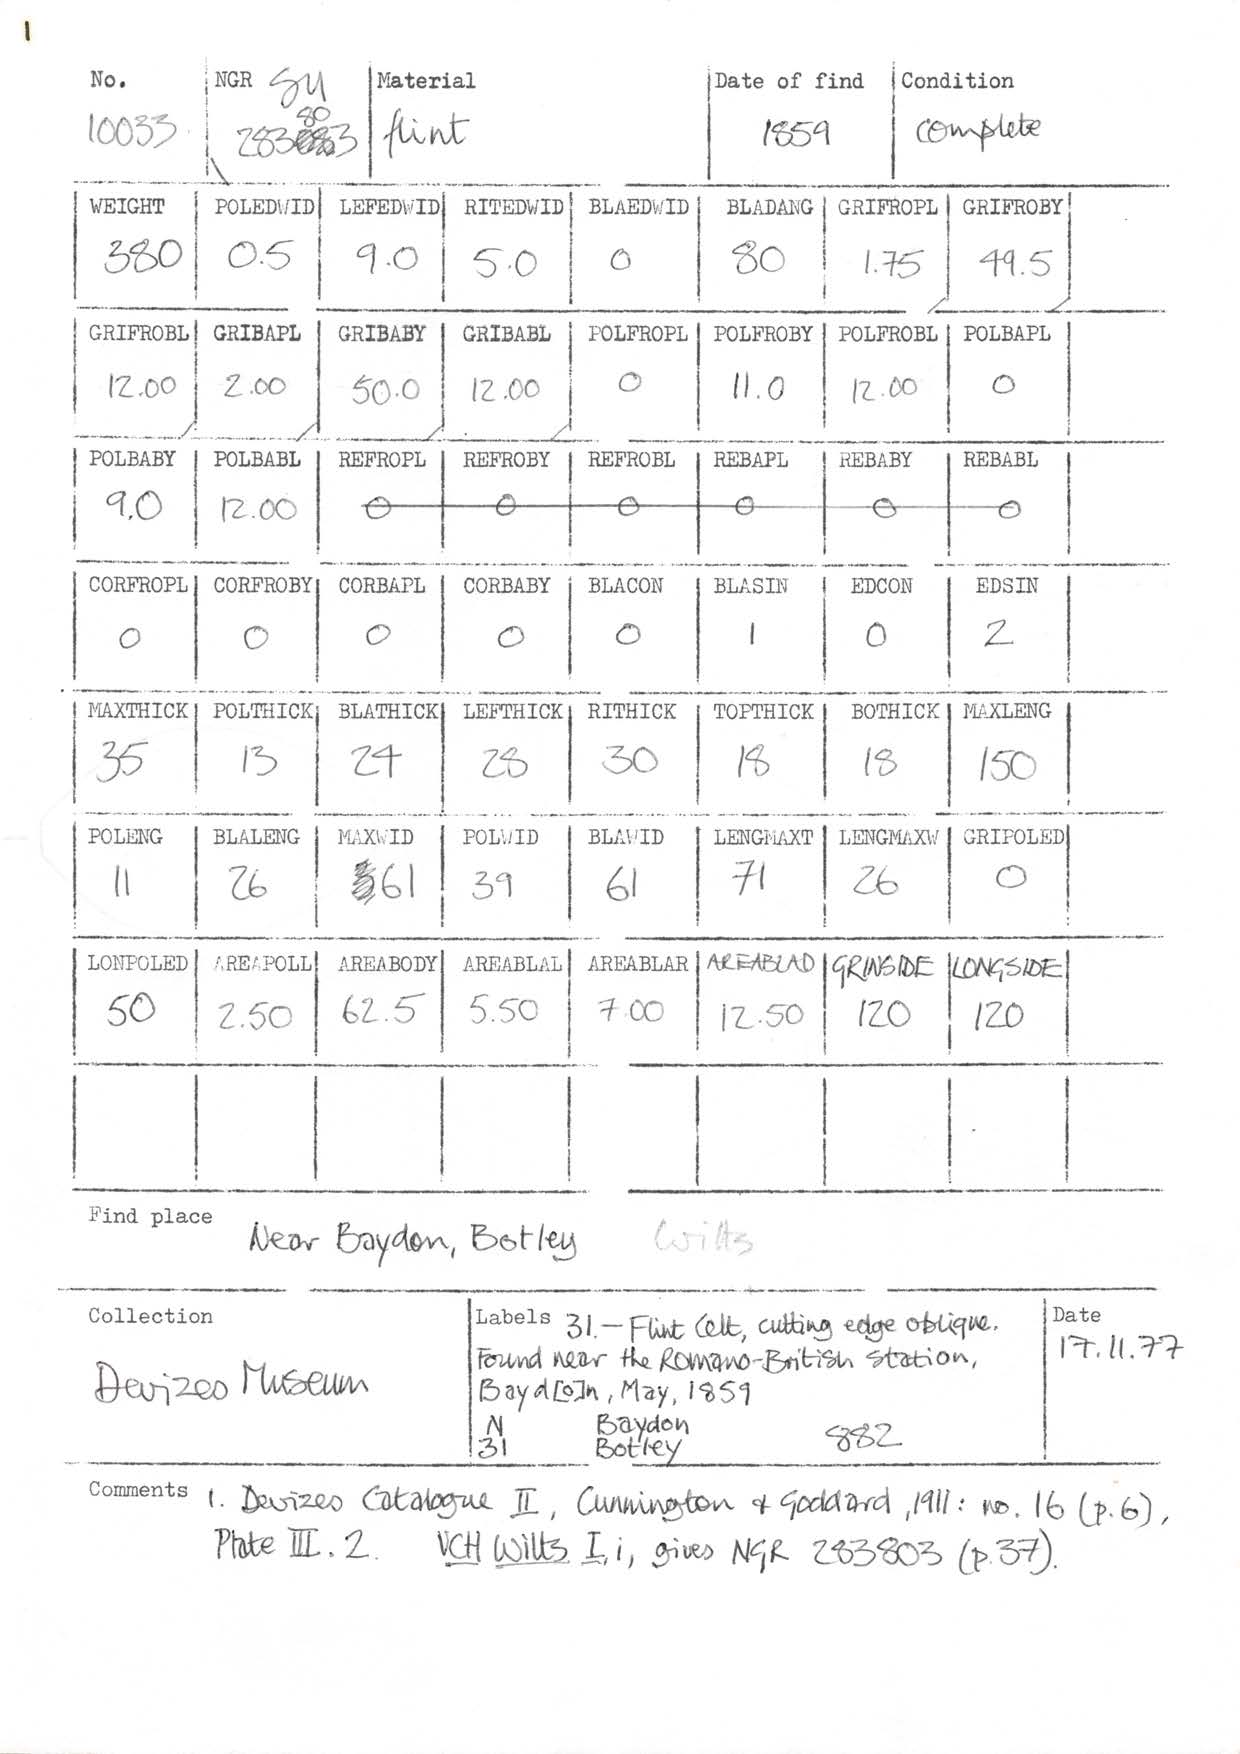 1
No. NGR SU Material Date of find Condition
10033 283803 flint 1859 complete
WEIGHT POLEDWID LEFEDWID RITEDWID BLAEDWID BLADANG GRIFROPL GRIFROBY
380 0.5 9.0 5.0 0 80 1.75 49.5
GRIFROBL GRIBAPL GRIBABY GRIBABL POLFROPL POLFROBY POLFROBL POLBAPL
12.00 2.00 50.0 12.00 0 11.0 12.00 0
POLBABY POLBABL REFROPL REFROBY REFROBL REBAPL REBABY REBABL
9.0 12.00 0 0 0 0 0 0
CORFROPL CORFROBY CORBAPL CORBABY BLACON BLASIN EDCON EDSIN
0 0 0 0 0 1 0 2
MAXTHICK POLTHICK BLATHICK LEFTHICK RITHICK TOPTHICK BOTHICK MAXLENG
35 13 24 28 30 18 18 150
POLENG BLALENG MAXWID POLWID BLAWID LENGMAXT LENGMAXW GRIPOLED
11 26 61 39 61 71 26 0
LONPOLED AREAPOLL AREABODY AREABLAL AREABLAR AREABLAD GRINSIDE LONGSIDE
50 2.50 62.5 5.50 7.00 12.50 120 120
Find place Near Baydon, Botley Wilts
Collection Labels 31.—Flint Celt, cutting edge oblique. Date
Found near the Romano-British Station, 17.11.77
Devizes Museum Bayd[o]n, May, 1859
N Baydon 882
31 Botley
Comments 1. Devizes Catalogue II, Cunnington & Goddard, 1911: no. 16 (p.6),
Plate III. 2. VCH Wilts I, i, gives NGR 283803 (p.37).